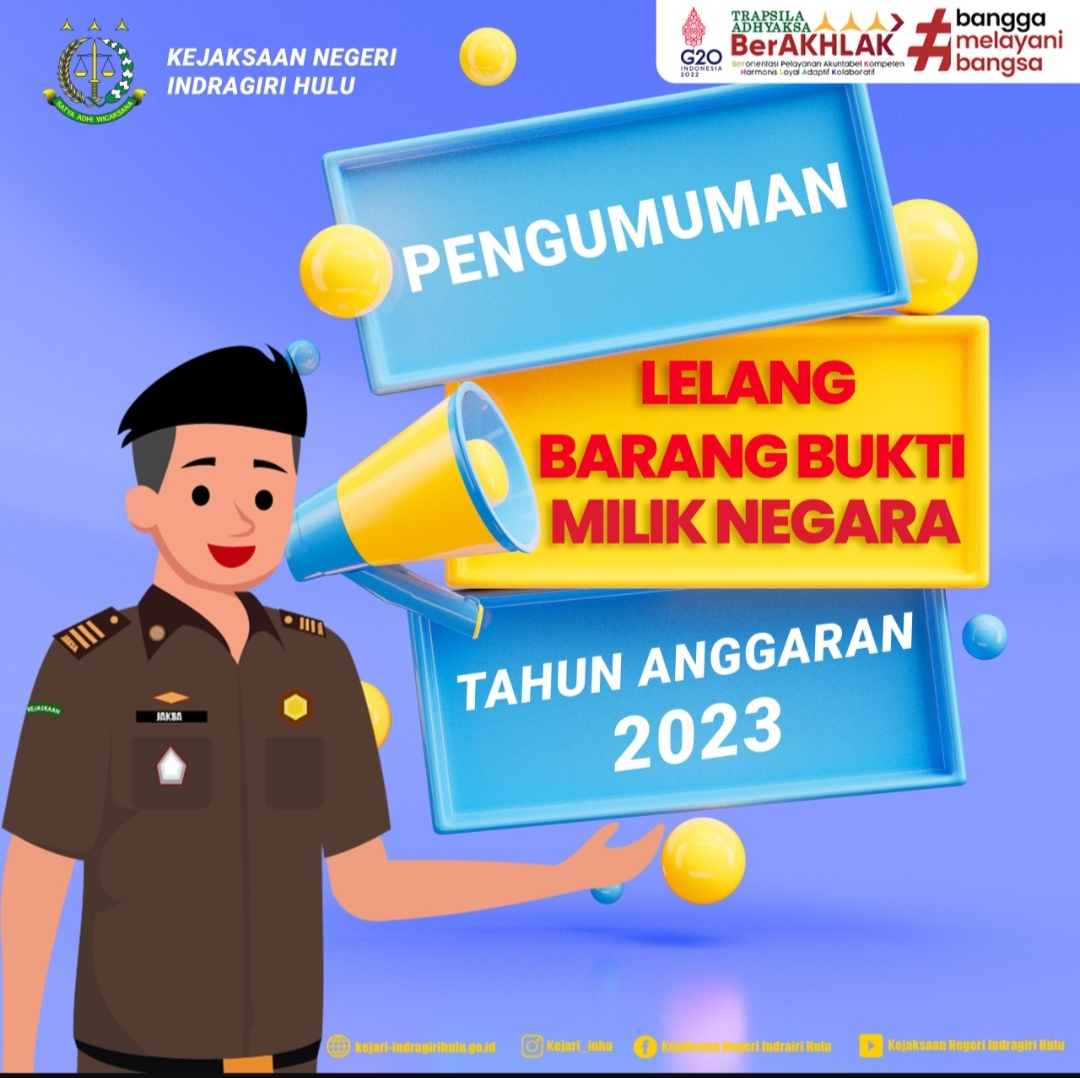 KEJAKSAAN NEGERI
INDRAGIRI HULU
SATYA ADHI WICAKSANA
G20
INDONESIA
2022
TRAPSILA
ADHYAKSA
BerAKHLAK
Berorientasi Pelayanan Akuntabel Kompeten
Harmonis Loyal Adaptif Kolaboratif
#bangga
melayani
bangsa
PENGUMUMAN
LELANG
BARANG BUKTI
MILIK NEGARA
TAHUN ANGGARAN
2023
KEJAKSAAN
JAKSA
kejari-indragirihulu.go.id
Kejari_inhu
Kejaksaan Negeri Indrairi Hulu
Kejaksaan Negeri Indragiri Hulu